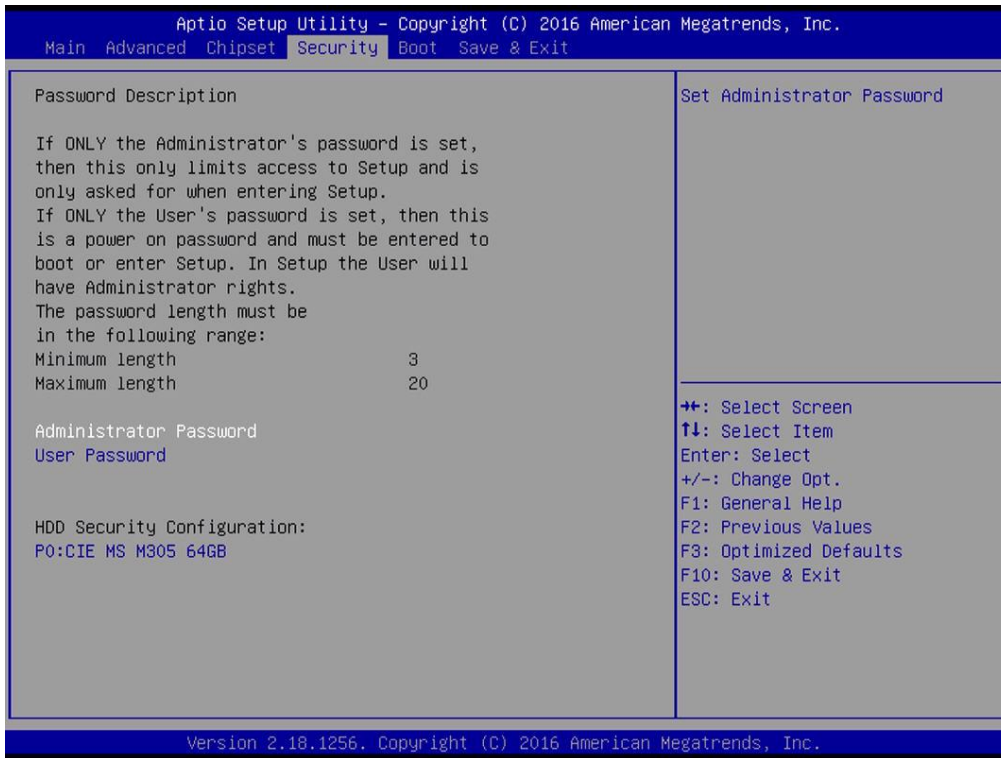 Aptio Setup Utility – Copyright (C) 2016 American Megatrends, Inc.
Main Advanced Chipset Security Boot Save & Exit
Password Description
If ONLY the Administrator's password is set,
then this only limits access to Setup and is
only asked for when entering Setup.
If ONLY the User's password is set, then this
is a power on password and must be entered to
boot or enter Setup. In Setup the User will
have Administrator rights.
The password length must be
in the following range:
Minimum length 3
Maximum length 20
Administrator Password
User Password
HDD Security Configuration:
P0:CIE MS M305 64GB
Set Administrator Password
→←: Select Screen
↑↓: Select Item
Enter: Select
+/-: Change Opt.
F1: General Help
F2: Previous Values
F3: Optimized Defaults
F10: Save & Exit
ESC: Exit
Version 2.18.1256. Copyright (C) 2016 American Megatrends, Inc.